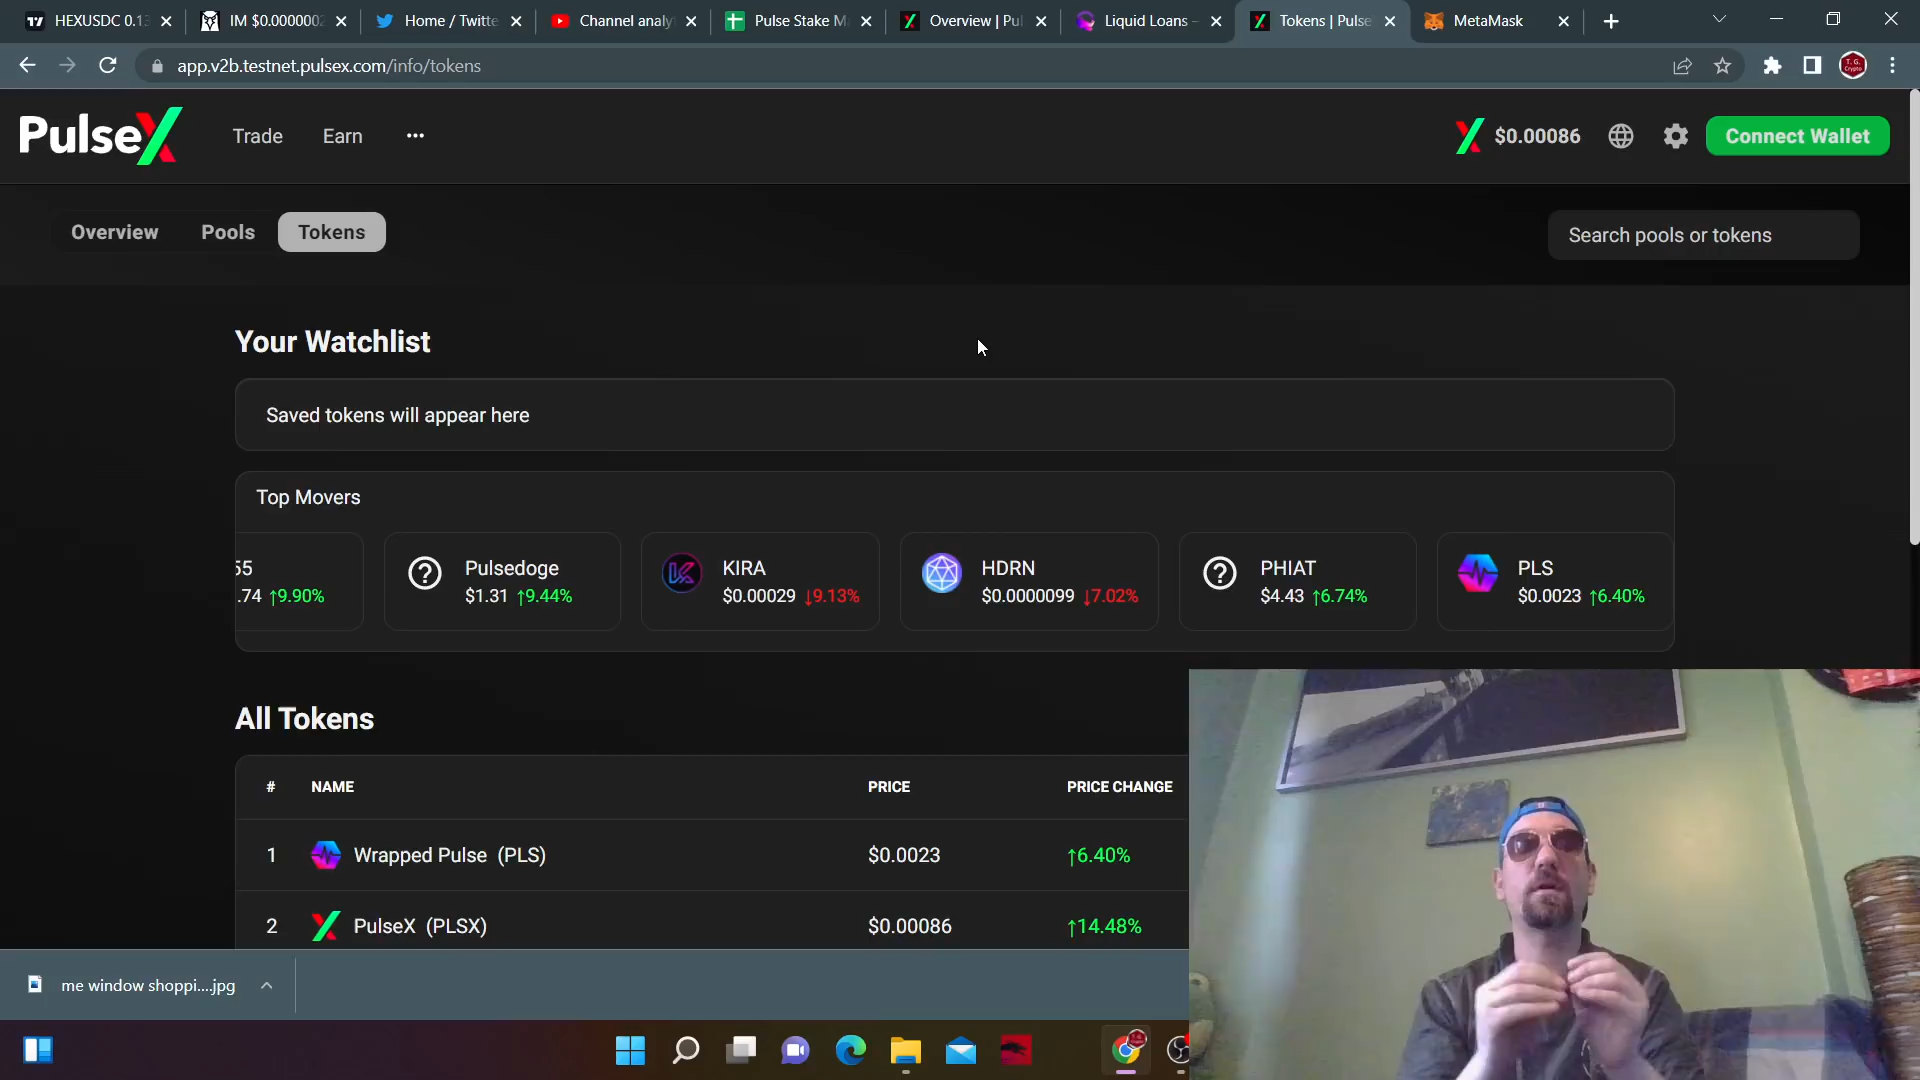 HEXUSDC 0.13
IM $0.0000002
Home / Twitte
Channel analy
Pulse Stake M
Overview | Pul
Liquid Loans -
Tokens | Pulse
MetaMask
app.v2b.testnet.pulsex.com/info/tokens
T. G. Crypto
PulseX
Trade
Earn
$0.00086
Connect Wallet
Overview
Pools
Tokens
Search pools or tokens
Your Watchlist
Saved tokens will appear here
Top Movers
55
.74 ↑9.90%
Pulsedoge
$1.31 ↑9.44%
KIRA
$0.00029 ↓9.13%
HDRN
$0.0000099 ↓7.02%
PHIAT
$4.43 ↑6.74%
PLS
$0.0023 ↑6.40%
All Tokens
# NAME PRICE PRICE CHANGE
1 Wrapped Pulse (PLS) $0.0023 ↑6.40%
2 PulseX (PLSX) $0.00086 ↑14.48%
me window shoppi....jpg